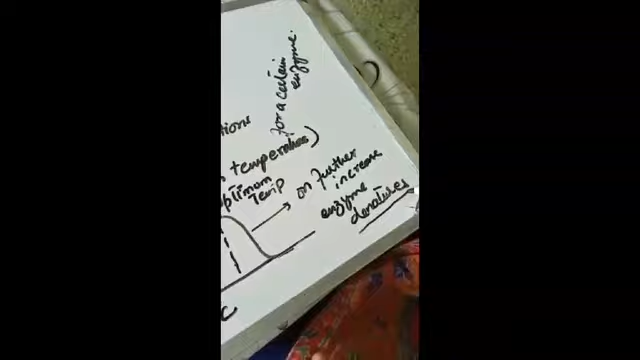 for a certain
enzyme.
tions
temperatures)
optimum
Temp
on further
increase
enzyme
denatures
C